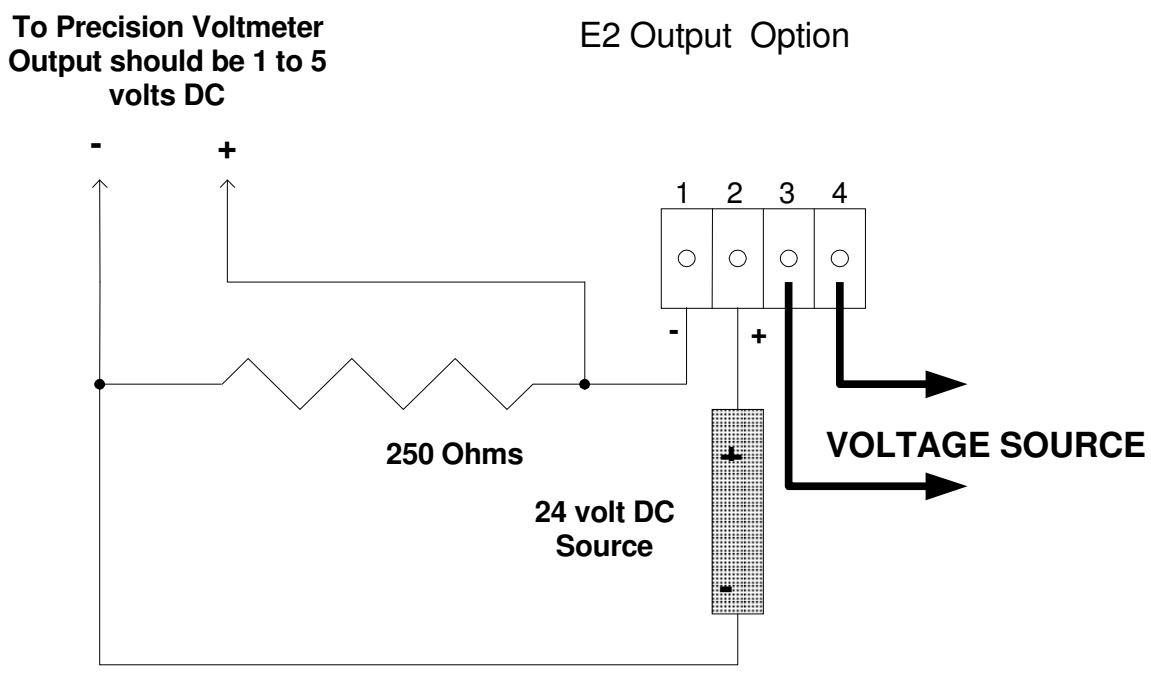 To Precision Voltmeter
Output should be 1 to 5
volts DC
E2 Output Option
- +
1 2 3 4
- +
250 Ohms
+
VOLTAGE SOURCE
24 volt DC
Source
-